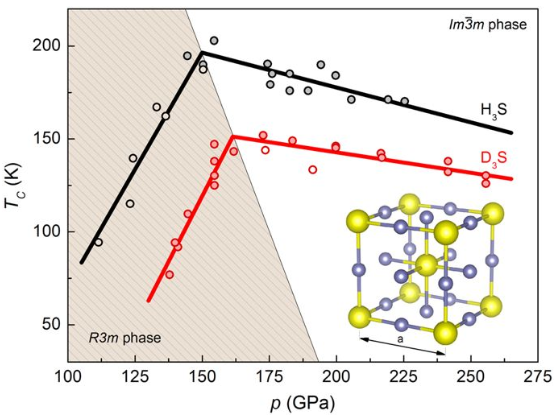 Im3̅m phase
200
H₃S
150
D₃S
T_C (K)
100
50
R3m phase
a
100 125 150 175 200 225 250 275
p (GPa)